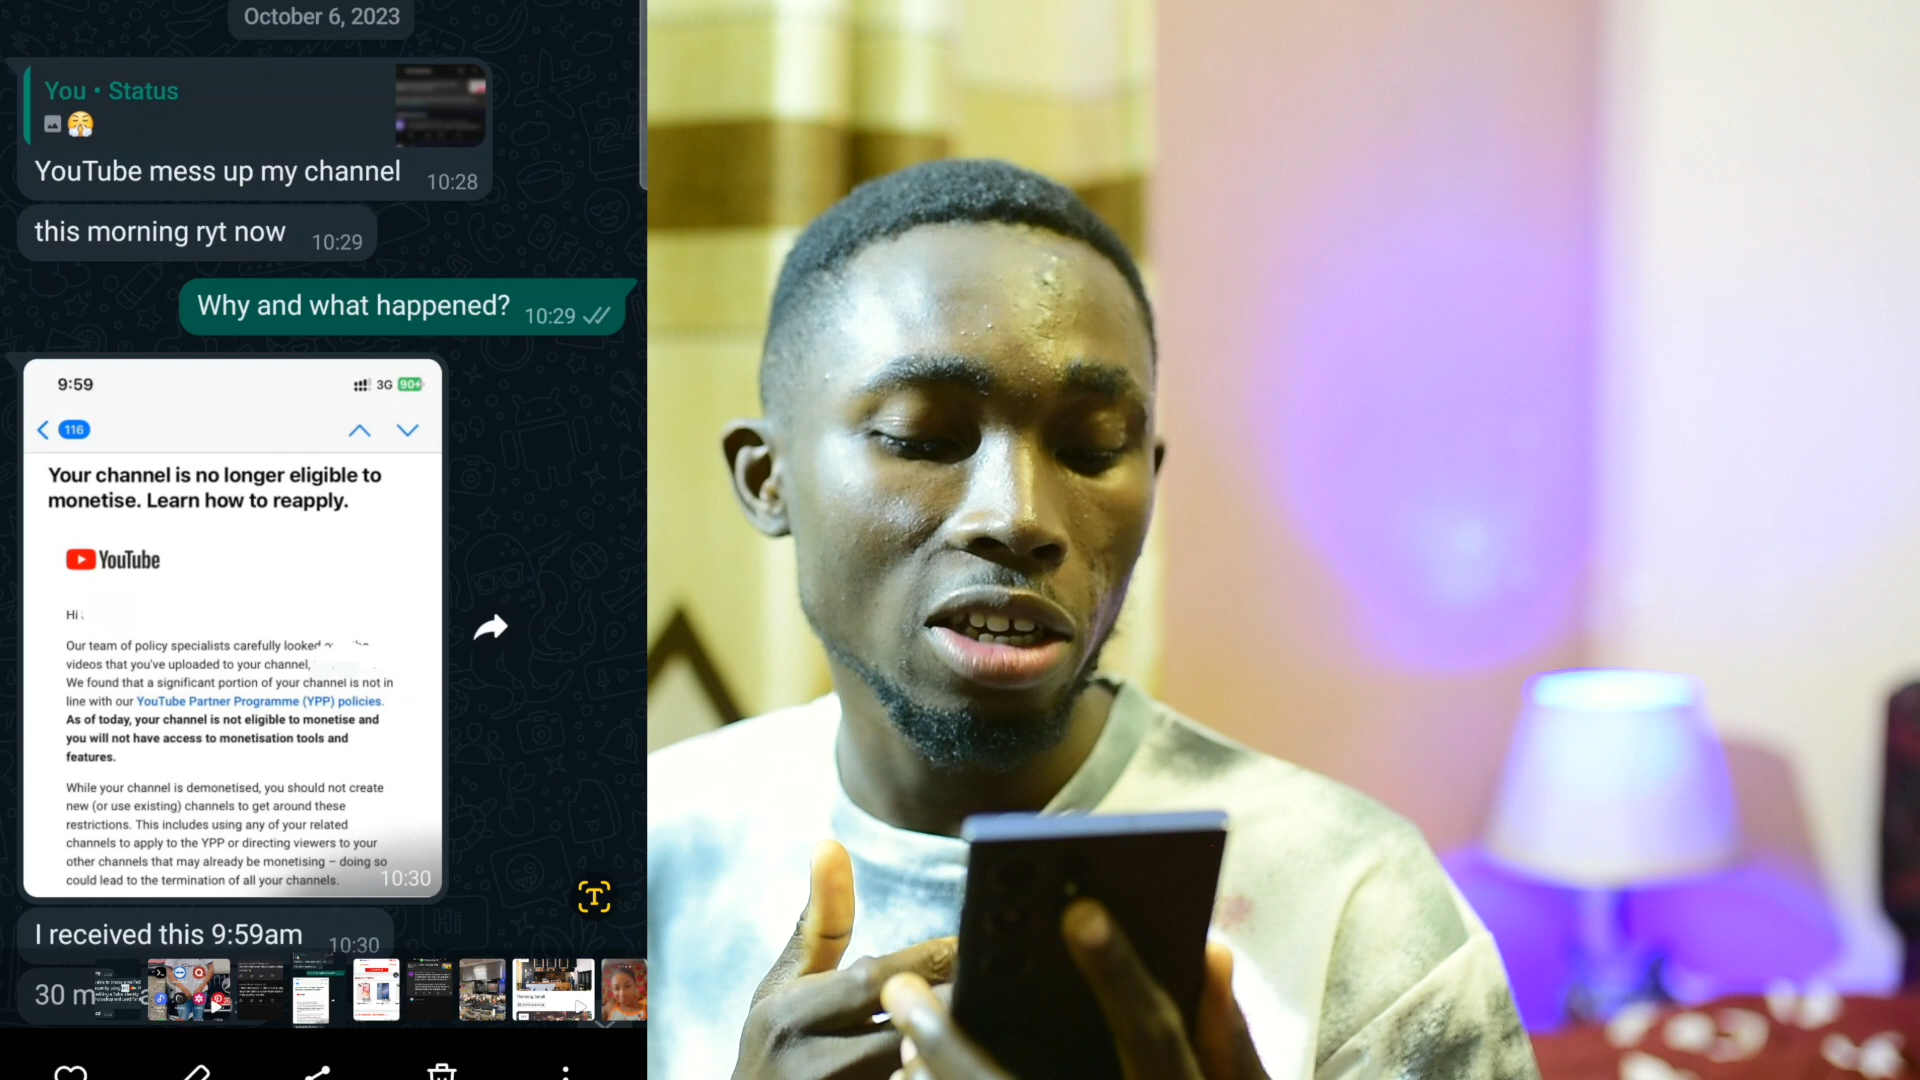 October 6, 2023
You • Status
YouTube mess up my channel 10:28
this morning ryt now 10:29
Why and what happened? 10:29
9:59 3G 90+
116
Your channel is no longer eligible to
monetise. Learn how to reapply.
YouTube
Hi
Our team of policy specialists carefully looked
videos that you've uploaded to your channel,
We found that a significant portion of your channel is not in
line with our YouTube Partner Programme (YPP) policies.
As of today, your channel is not eligible to monetise and
you will not have access to monetisation tools and
features.
While your channel is demonetised, you should not create
new (or use existing) channels to get around these
restrictions. This includes using any of your related
channels to apply to the YPP or directing viewers to your
other channels that may already be monetising – doing so
could lead to the termination of all your channels. 10:30
T
I received this 9:59am 10:30
30